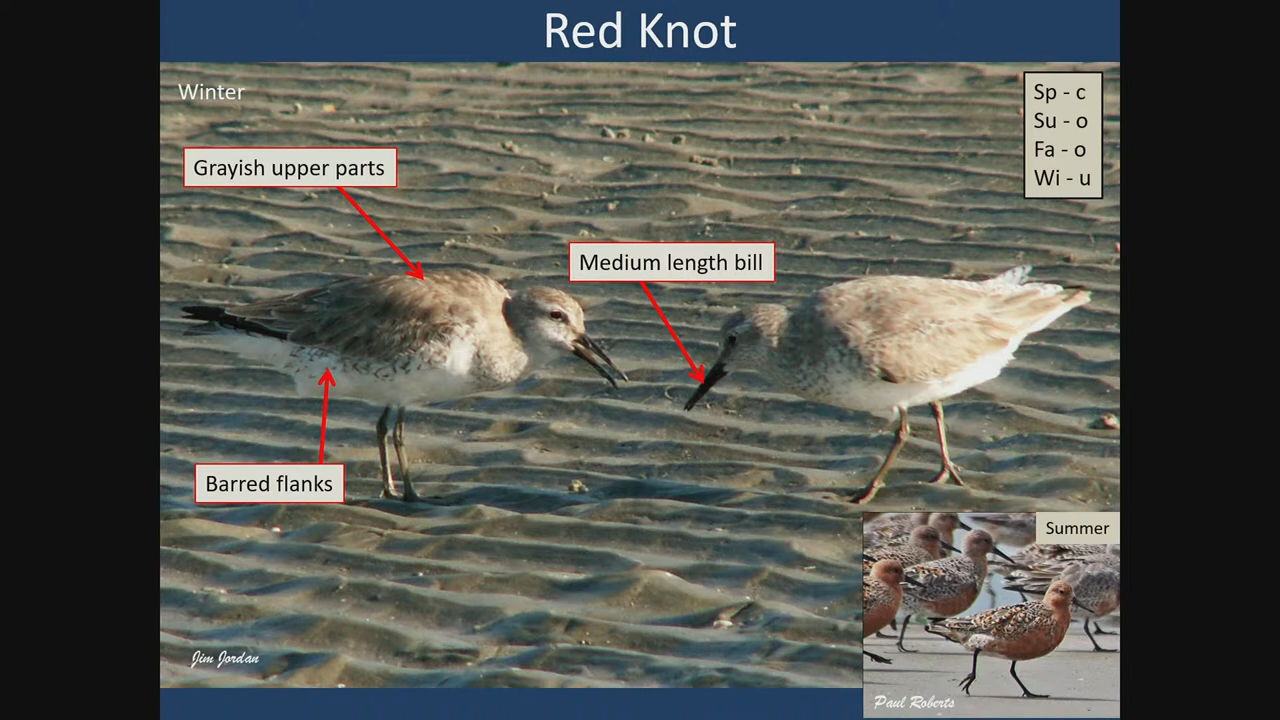 Red Knot
Winter
Sp - c
Su - o
Fa - o
Wi - u
Grayish upper parts
Medium length bill
Barred flanks
Summer
Jim Jordan
Paul Roberts